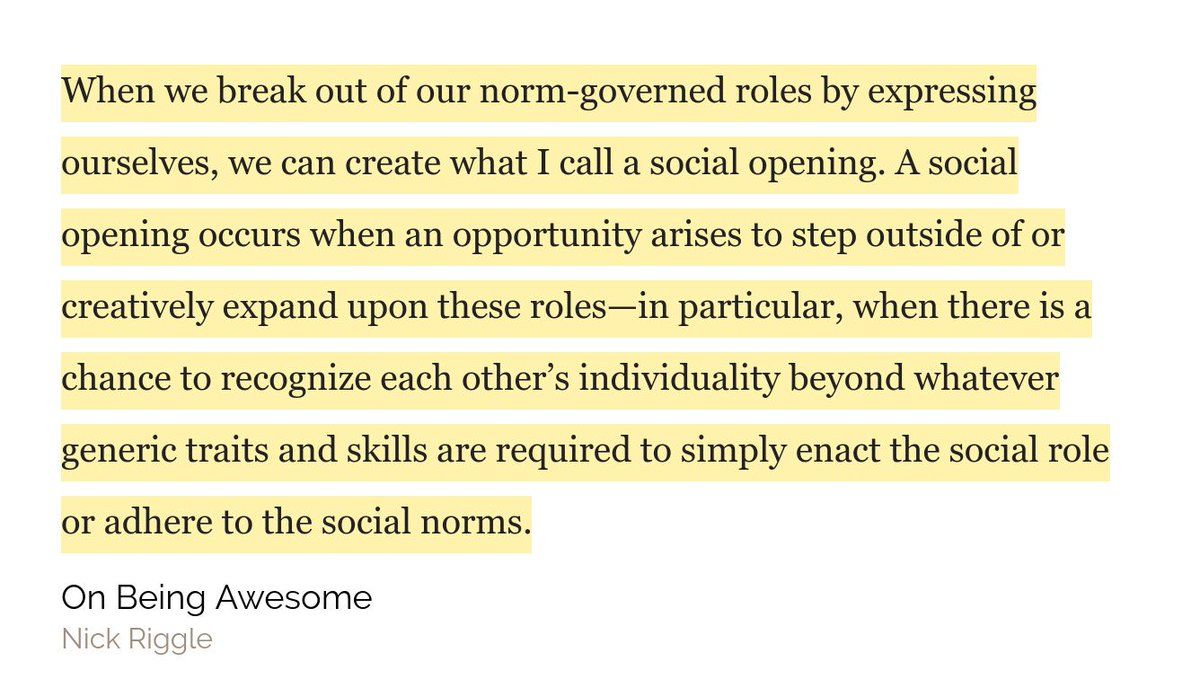 When we break out of our norm-governed roles by expressing
ourselves, we can create what I call a social opening. A social
opening occurs when an opportunity arises to step outside of or
creatively expand upon these roles—in particular, when there is a
chance to recognize each other’s individuality beyond whatever
generic traits and skills are required to simply enact the social role
or adhere to the social norms.
On Being Awesome
Nick Riggle